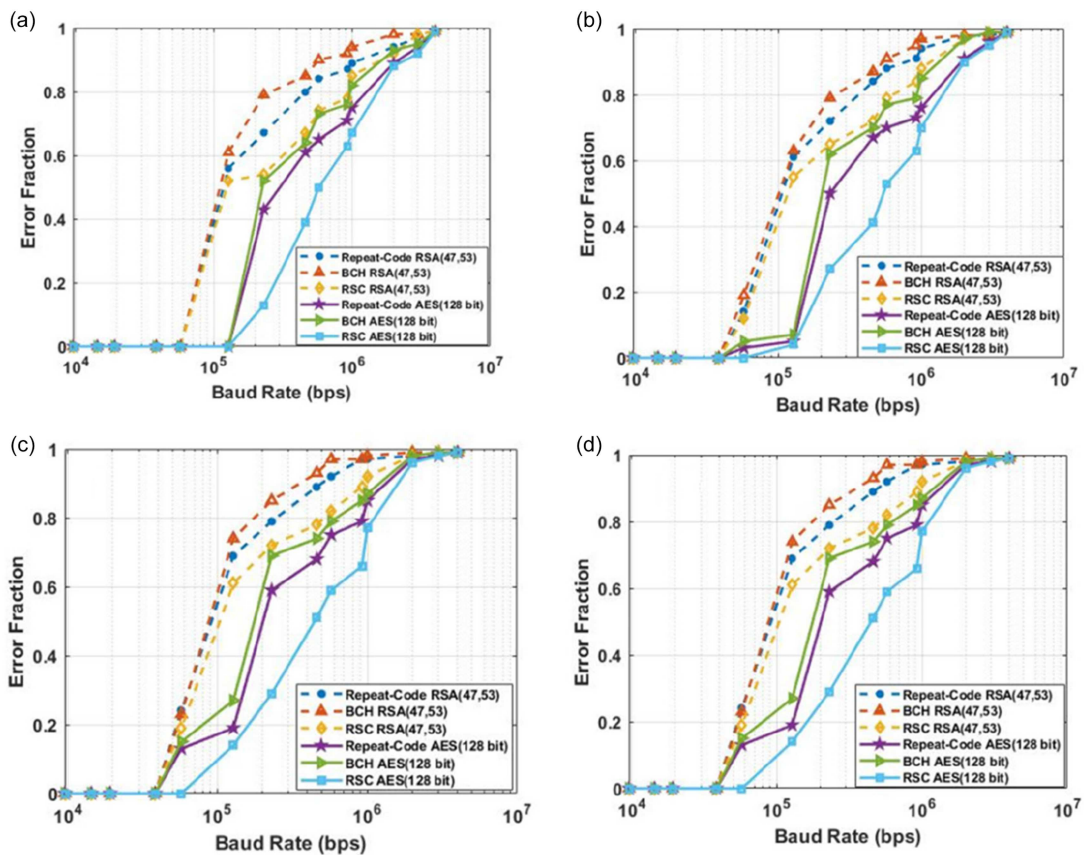 (a)
1
0.8
0.6
0.4
0.2
0
Error Fraction
10^4
10^5
10^6
10^7
Baud Rate (bps)
Repeat-Code RSA(47,53)
BCH RSA(47,53)
RSC RSA(47,53)
Repeat-Code AES(128 bit)
BCH AES(128 bit)
RSC AES(128 bit)
(b)
1
0.8
0.6
0.4
0.2
0
Error Fraction
10^4
10^5
10^6
10^7
Baud Rate (bps)
Repeat-Code RSA(47,53)
BCH RSA(47,53)
RSC RSA(47,53)
Repeat-Code AES(128 bit)
BCH AES(128 bit)
RSC AES(128 bit)
(c)
1
0.8
0.6
0.4
0.2
0
Error Fraction
10^4
10^5
10^6
10^7
Baud Rate (bps)
Repeat-Code RSA(47,53)
BCH RSA(47,53)
RSC RSA(47,53)
Repeat-Code AES(128 bit)
BCH AES(128 bit)
RSC AES(128 bit)
(d)
1
0.8
0.6
0.4
0.2
0
Error Fraction
10^4
10^5
10^6
10^7
Baud Rate (bps)
Repeat-Code RSA(47,53)
BCH RSA(47,53)
RSC RSA(47,53)
Repeat-Code AES(128 bit)
BCH AES(128 bit)
RSC AES(128 bit)